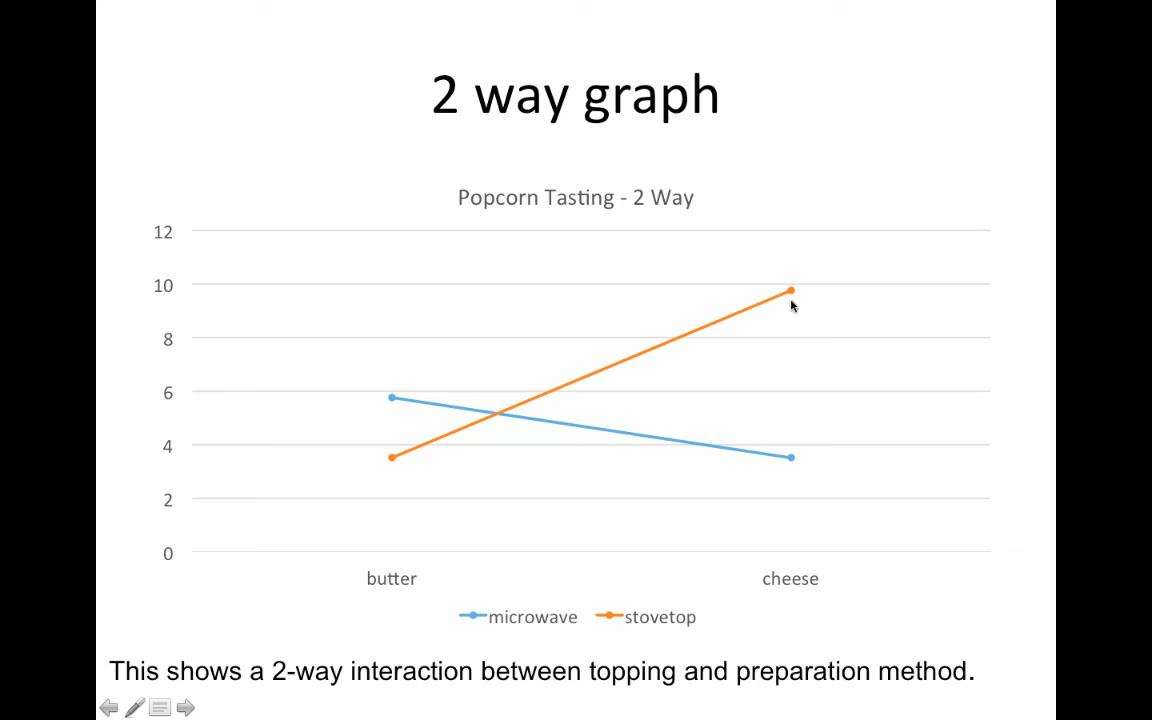 2 way graph
Popcorn Tasting - 2 Way
12
10
8
6
4
2
0
butter cheese
microwave stovetop
This shows a 2-way interaction between topping and preparation method.